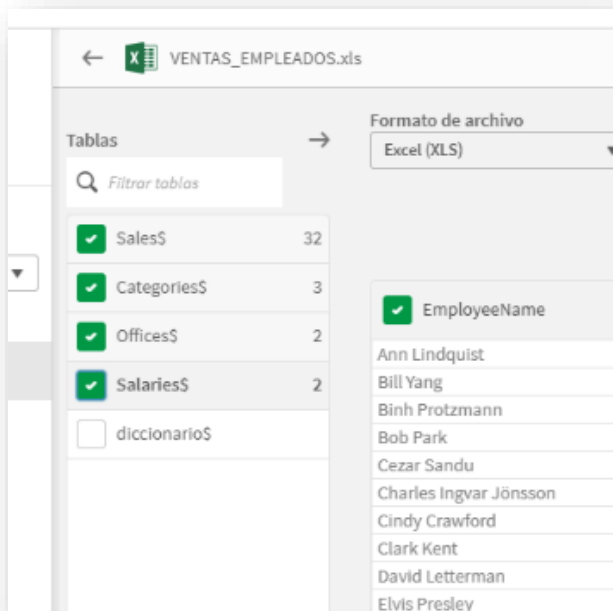 VENTAS_EMPLEADOS.xls
Tablas
Filtrar tablas
Sales$ 32
Categories$ 3
Offices$ 2
Salaries$ 2
diccionario$
Formato de archivo
Excel (XLS)
EmployeeName
Ann Lindquist
Bill Yang
Binh Protzmann
Bob Park
Cezar Sandu
Charles Ingvar Jönsson
Cindy Crawford
Clark Kent
David Letterman
Elvis Presley